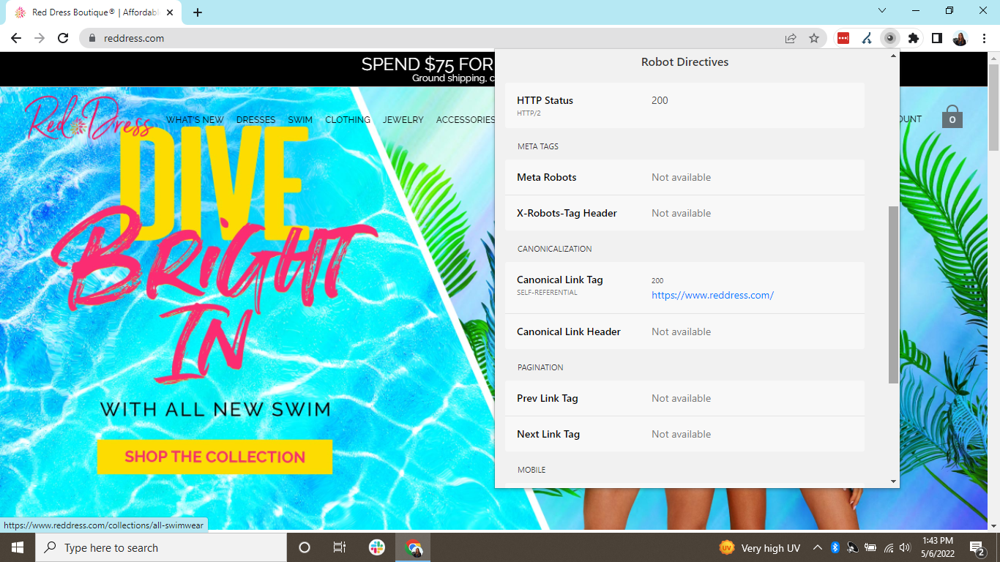 Red Dress Boutique® | Affordabl
reddress.com
SPEND $75 FOR
Ground shipping, c
Red Dress
WHAT'S NEW
DRESSES
SWIM
CLOTHING
JEWELRY
ACCESSORIES
OUNT
0
DIVE
BRIGHT
IN
WITH ALL NEW SWIM
SHOP THE COLLECTION
Robot Directives
HTTP Status
200
HTTP/2
META TAGS
Meta Robots
Not available
X-Robots-Tag Header
Not available
CANONICALIZATION
Canonical Link Tag
200
SELF-REFERENTIAL
https://www.reddress.com/
Canonical Link Header
Not available
PAGINATION
Prev Link Tag
Not available
Next Link Tag
Not available
MOBILE
https://www.reddress.com/collections/all-swimwear
Type here to search
UV
Very high UV
1:43 PM
5/6/2022
2